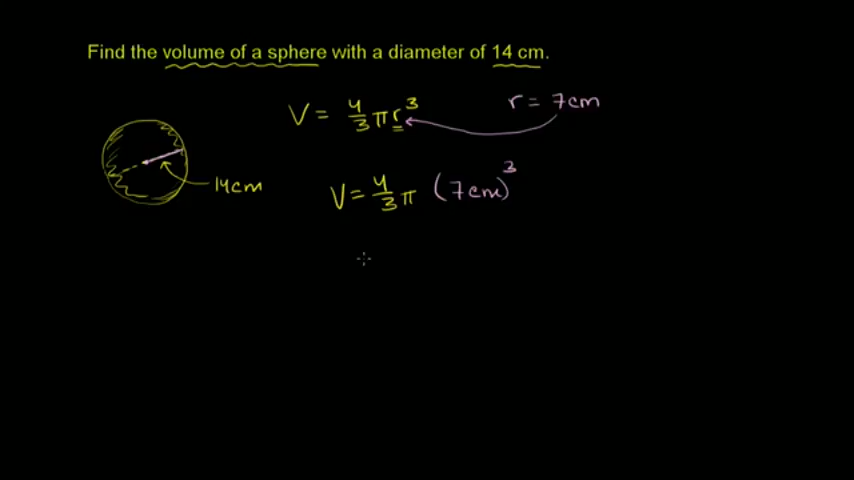 Find the volume of a sphere with a diameter of 14 cm.
V = 4/3 πr³
r = 7cm
14cm
V = 4/3 π (7cm)³